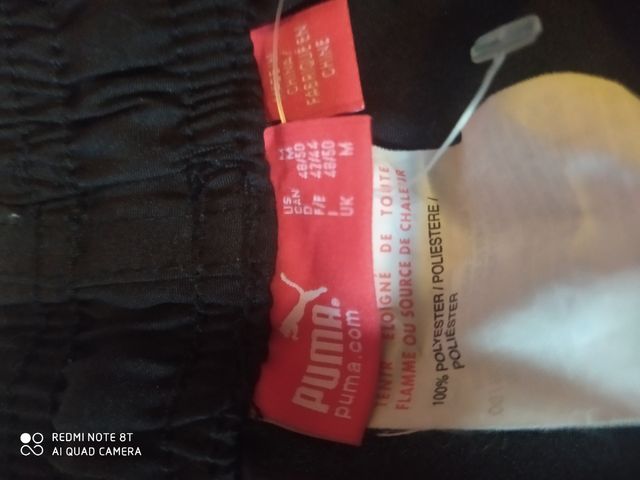 CHINA/
FABRIQUÉ EN
CHINE
US M
CAN M
D 48/50
F/E 42/44
I 48/50
UK M
PUMA®
puma.com
TENIR ÉLOIGNÉ DE TOUTE
FLAMME OU SOURCE DE CHALEUR
100% POLYESTER / POLIESTERE /
POLIÉSTER
REDMI NOTE 8T
AI QUAD CAMERA